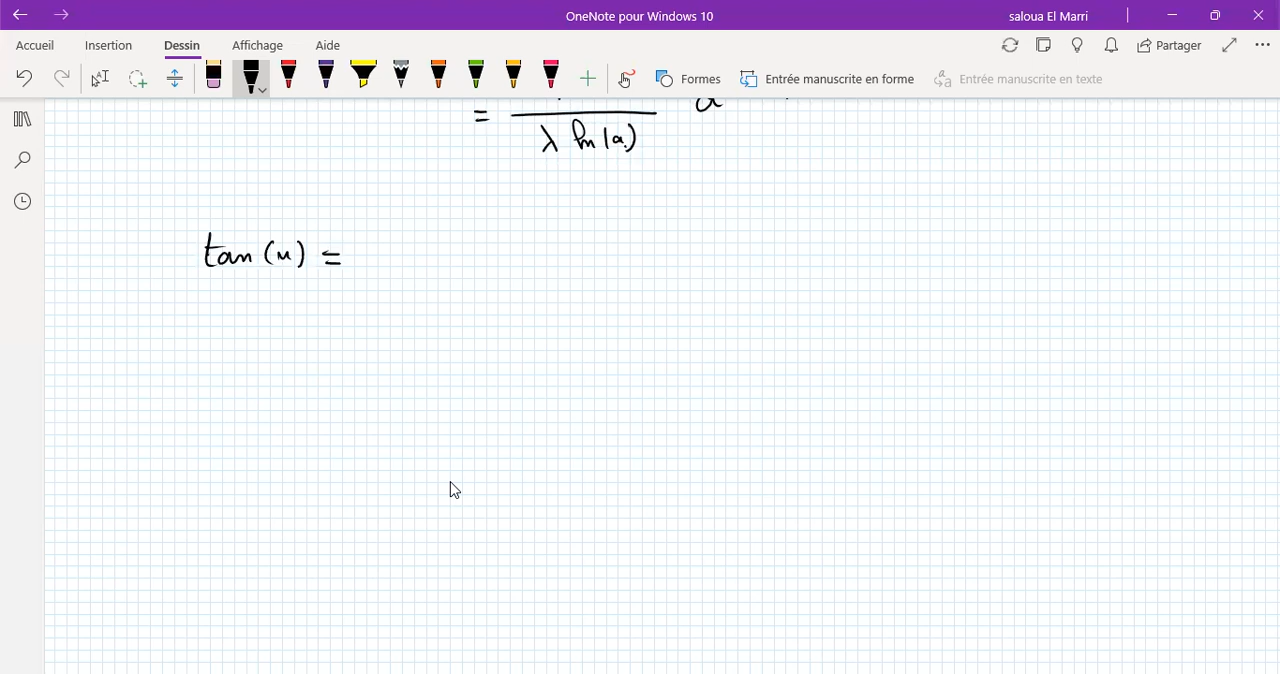 OneNote pour Windows 10
saloua El Marri
Accueil Insertion Dessin Affichage Aide
Partager
Formes Entrée manuscrite en forme Entrée manuscrite en texte
=
λ ln(a)
tan(x) =